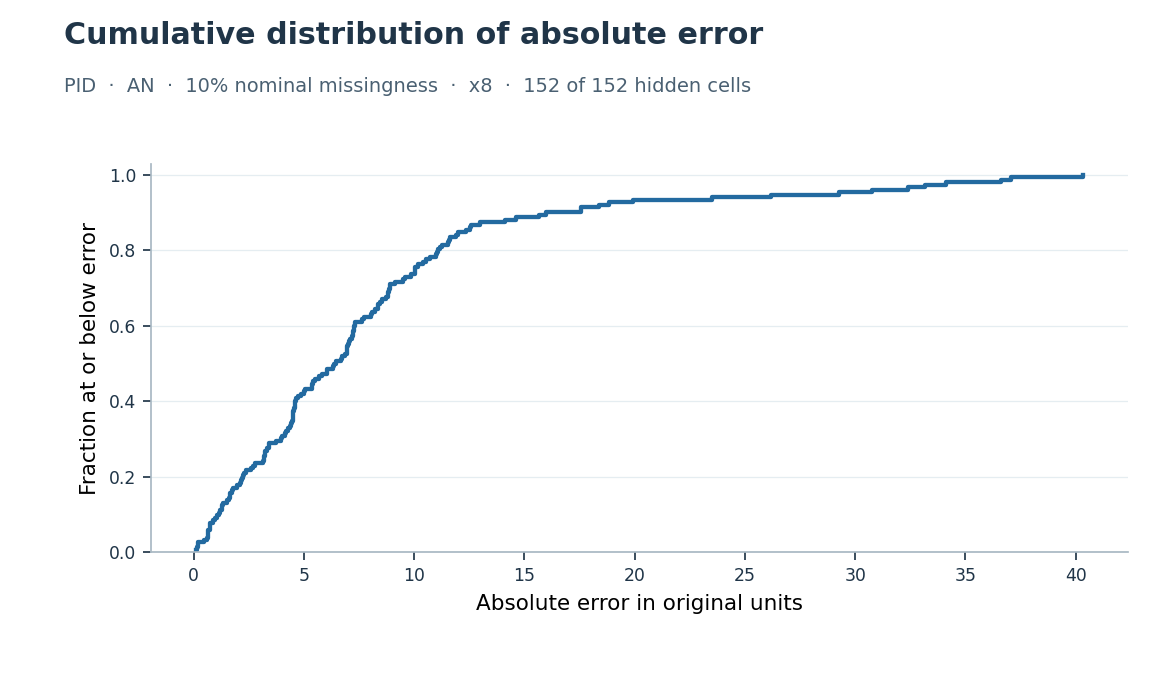 Cumulative distribution of absolute error
PID · AN · 10% nominal missingness · x8 · 152 of 152 hidden cells
1.0
0.8
0.6
0.4
0.2
0.0
Fraction at or below error
0 5 10 15 20 25 30 35 40
Absolute error in original units